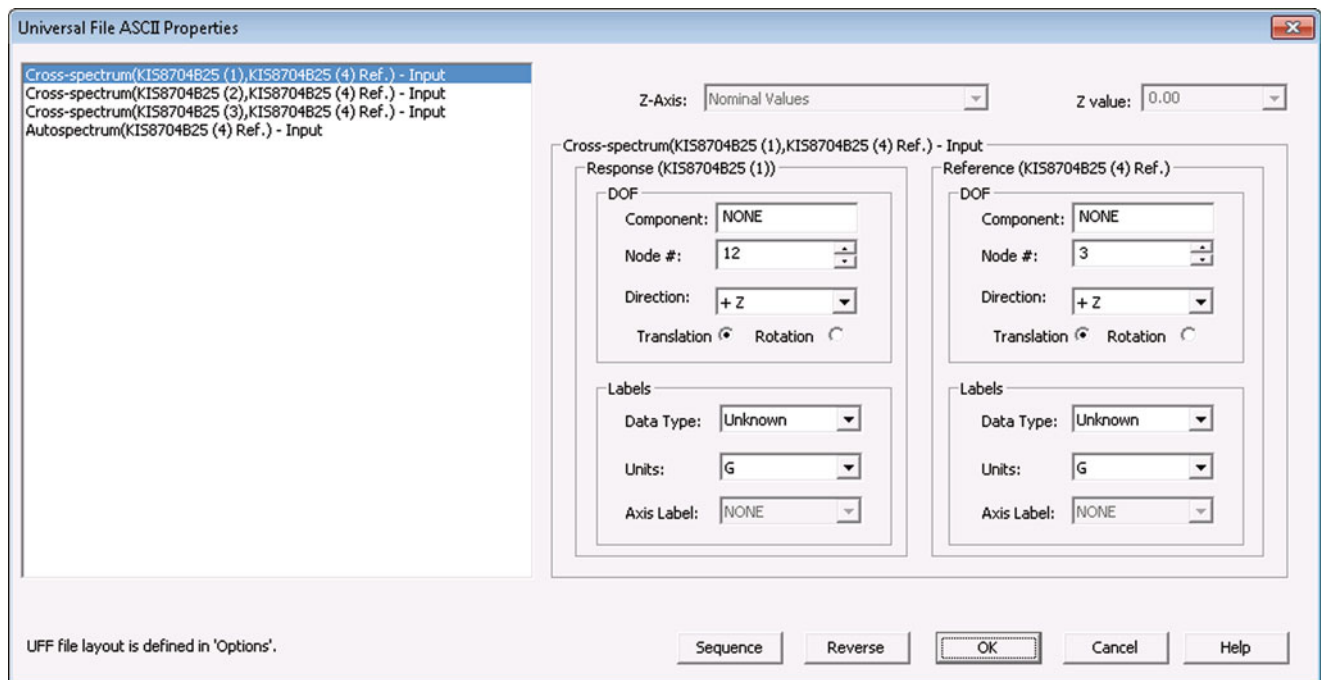 Universal File ASCII Properties
Cross-spectrum(KIS8704B25 (1),KIS8704B25 (4) Ref.) - Input
Cross-spectrum(KIS8704B25 (2),KIS8704B25 (4) Ref.) - Input
Cross-spectrum(KIS8704B25 (3),KIS8704B25 (4) Ref.) - Input
Autospectrum(KIS8704B25 (4) Ref.) - Input
Z-Axis: Nominal Values Z value: 0.00
Cross-spectrum(KIS8704B25 (1),KIS8704B25 (4) Ref.) - Input
Response (KIS8704B25 (1))
DOF
Component: NONE
Node #: 12
Direction: + Z
Translation Rotation
Labels
Data Type: Unknown
Units: G
Axis Label: NONE
Reference (KIS8704B25 (4) Ref.)
DOF
Component: NONE
Node #: 3
Direction: + Z
Translation Rotation
Labels
Data Type: Unknown
Units: G
Axis Label: NONE
UFF file layout is defined in 'Options'.
Sequence Reverse OK Cancel Help